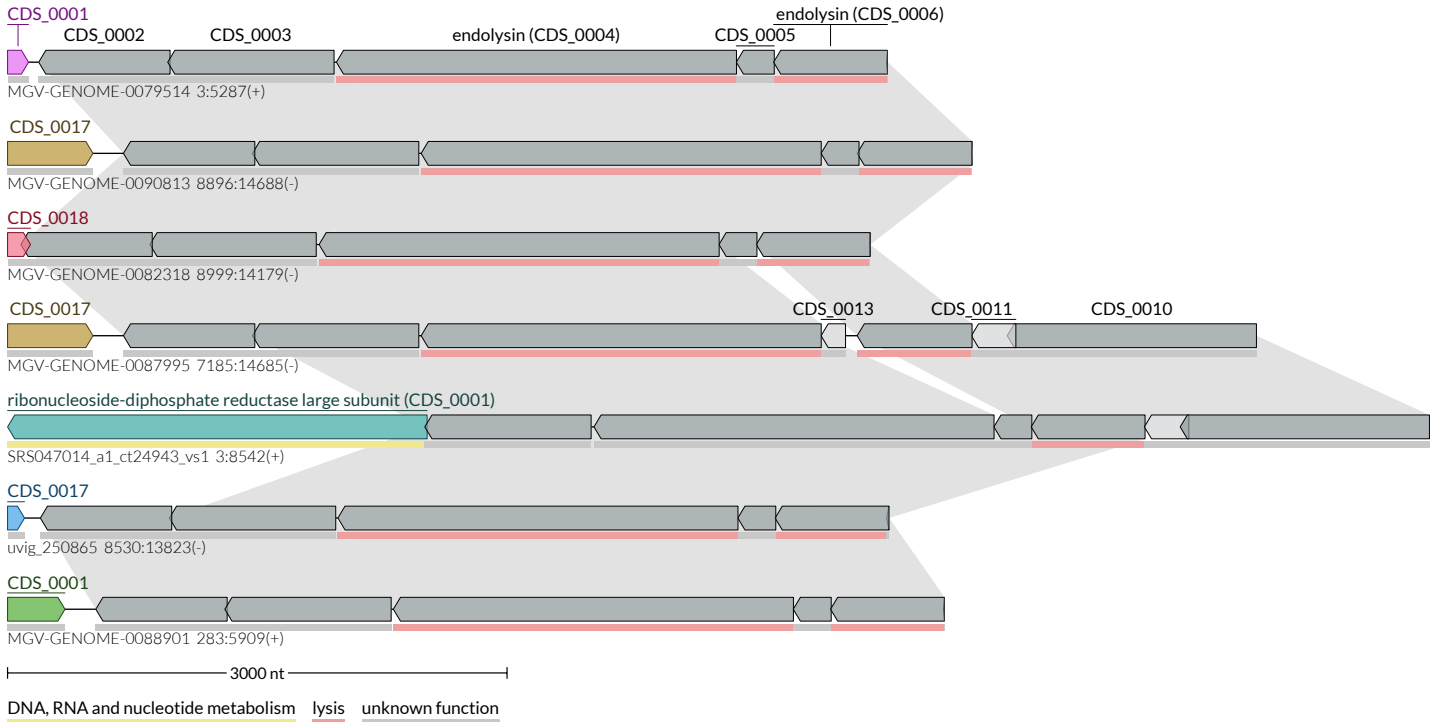 CDS_0001 endolysin (CDS_0006)
CDS_0002 CDS_0003 endolysin (CDS_0004) CDS_0005
MGV-GENOME-0079514 3:5287(+)
CDS_0017
MGV-GENOME-0090813 8896:14688(-)
CDS_0018
MGV-GENOME-0082318 8999:14179(-)
CDS_0017 CDS_0013 CDS_0011 CDS_0010
MGV-GENOME-0087995 7185:14685(-)
ribonucleoside-diphosphate reductase large subunit (CDS_0001)
SRS047014_a1_ct24943_vs1 3:8542(+)
CDS_0017
uvig_250865 8530:13823(-)
CDS_0001
MGV-GENOME-0088901 283:5909(+)
3000 nt
DNA, RNA and nucleotide metabolism lysis unknown function